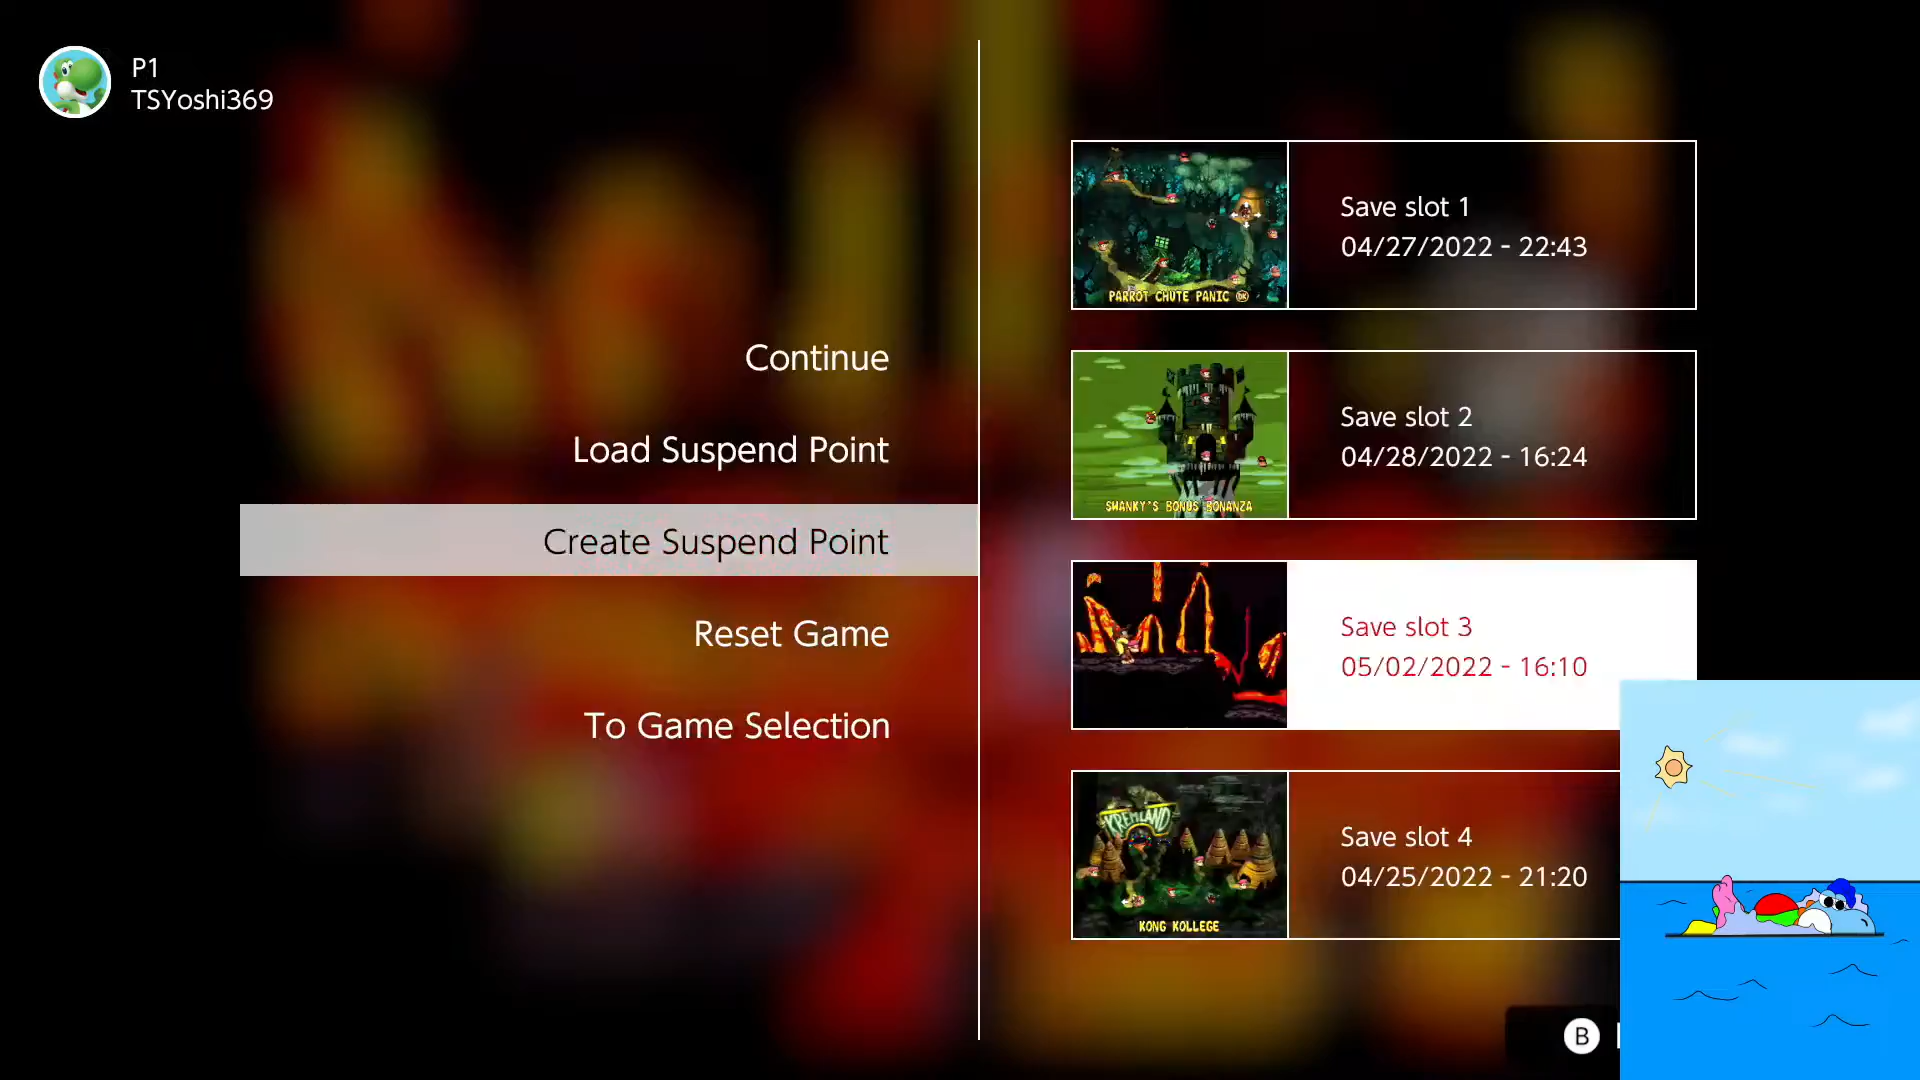 P1
TSYoshi369
Continue
Load Suspend Point
Create Suspend Point
Reset Game
To Game Selection
PARROT CHUTE PANIC DK
Save slot 1
04/27/2022 - 22:43
SWANKY'S BONUS BONANZA
Save slot 2
04/28/2022 - 16:24
Save slot 3
05/02/2022 - 16:10
KREMLAND
KONG KOLLEGE
Save slot 4
04/25/2022 - 21:20
B